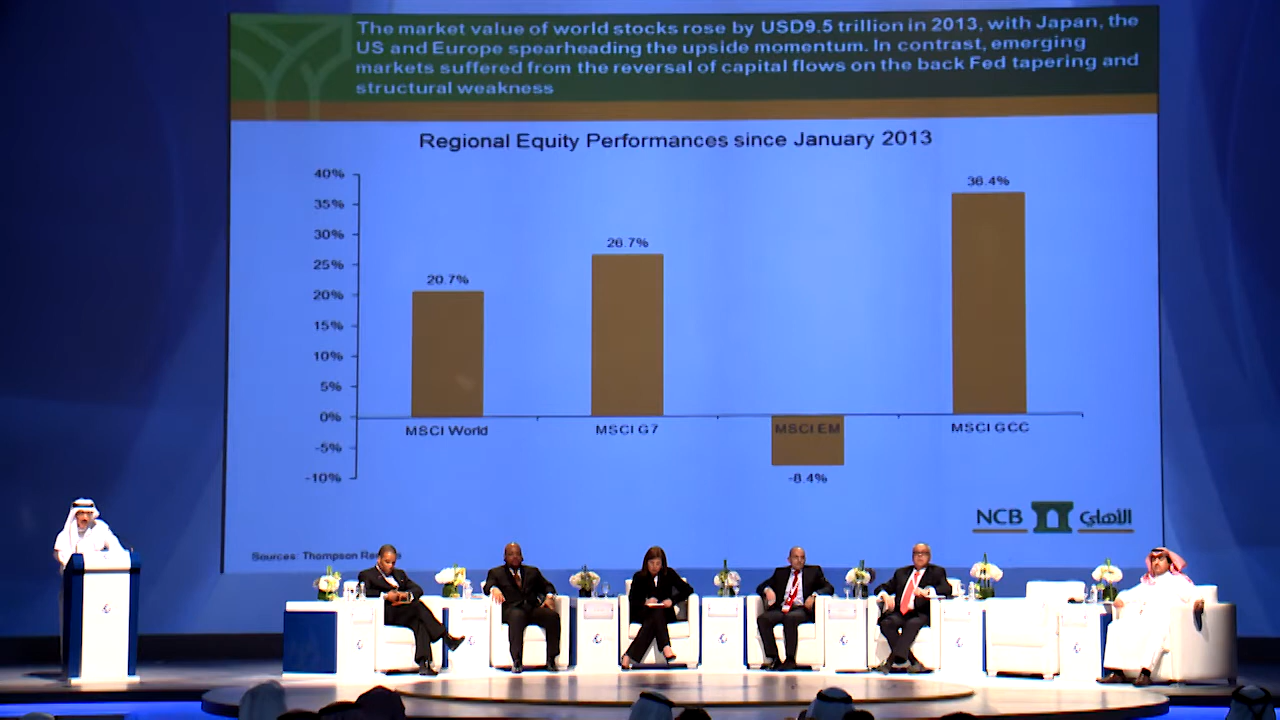 The market value of world stocks rose by USD9.5 trillion in 2013, with Japan, the
US and Europe spearheading the upside momentum. In contrast, emerging
markets suffered from the reversal of capital flows on the back Fed tapering and
structural weakness
Regional Equity Performances since January 2013
40%
35%
30%
25%
20%
15%
10%
5%
0%
-5%
-10%
20.7%
26.7%
-8.4%
36.4%
MSCI World
MSCI G7
MSCI EM
MSCI GCC
NCB الأهلي
Sources: Thompson